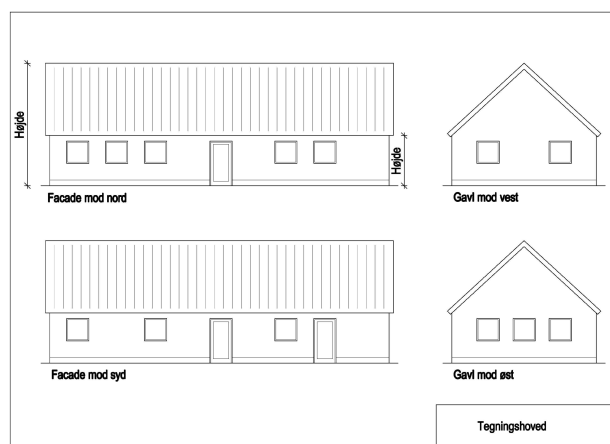 Højde
Højde
Facade mod nord
Gavl mod vest
Facade mod syd
Gavl mod øst
Tegningshoved